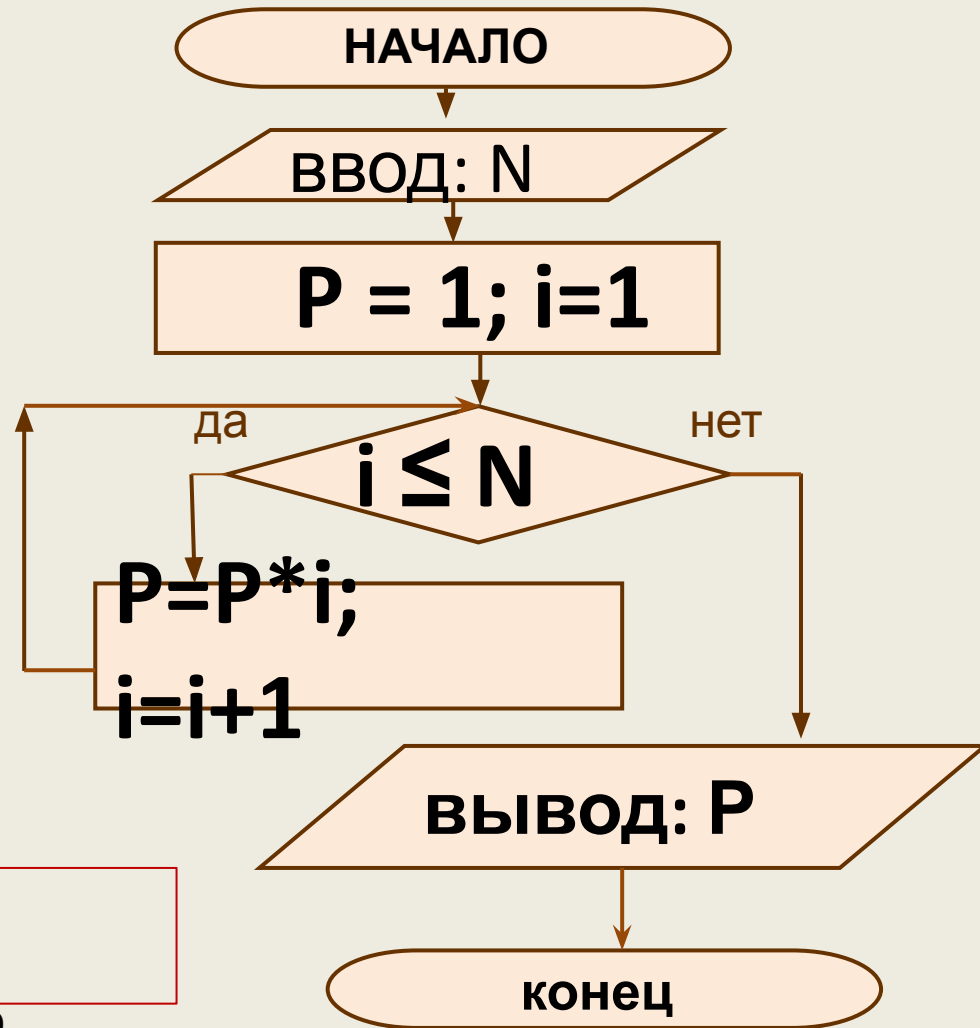 НАЧАЛО
ввод: N
P = 1; i=1
да
нет
i ≤ N
P=P*i;
i=i+1
вывод: P
конец